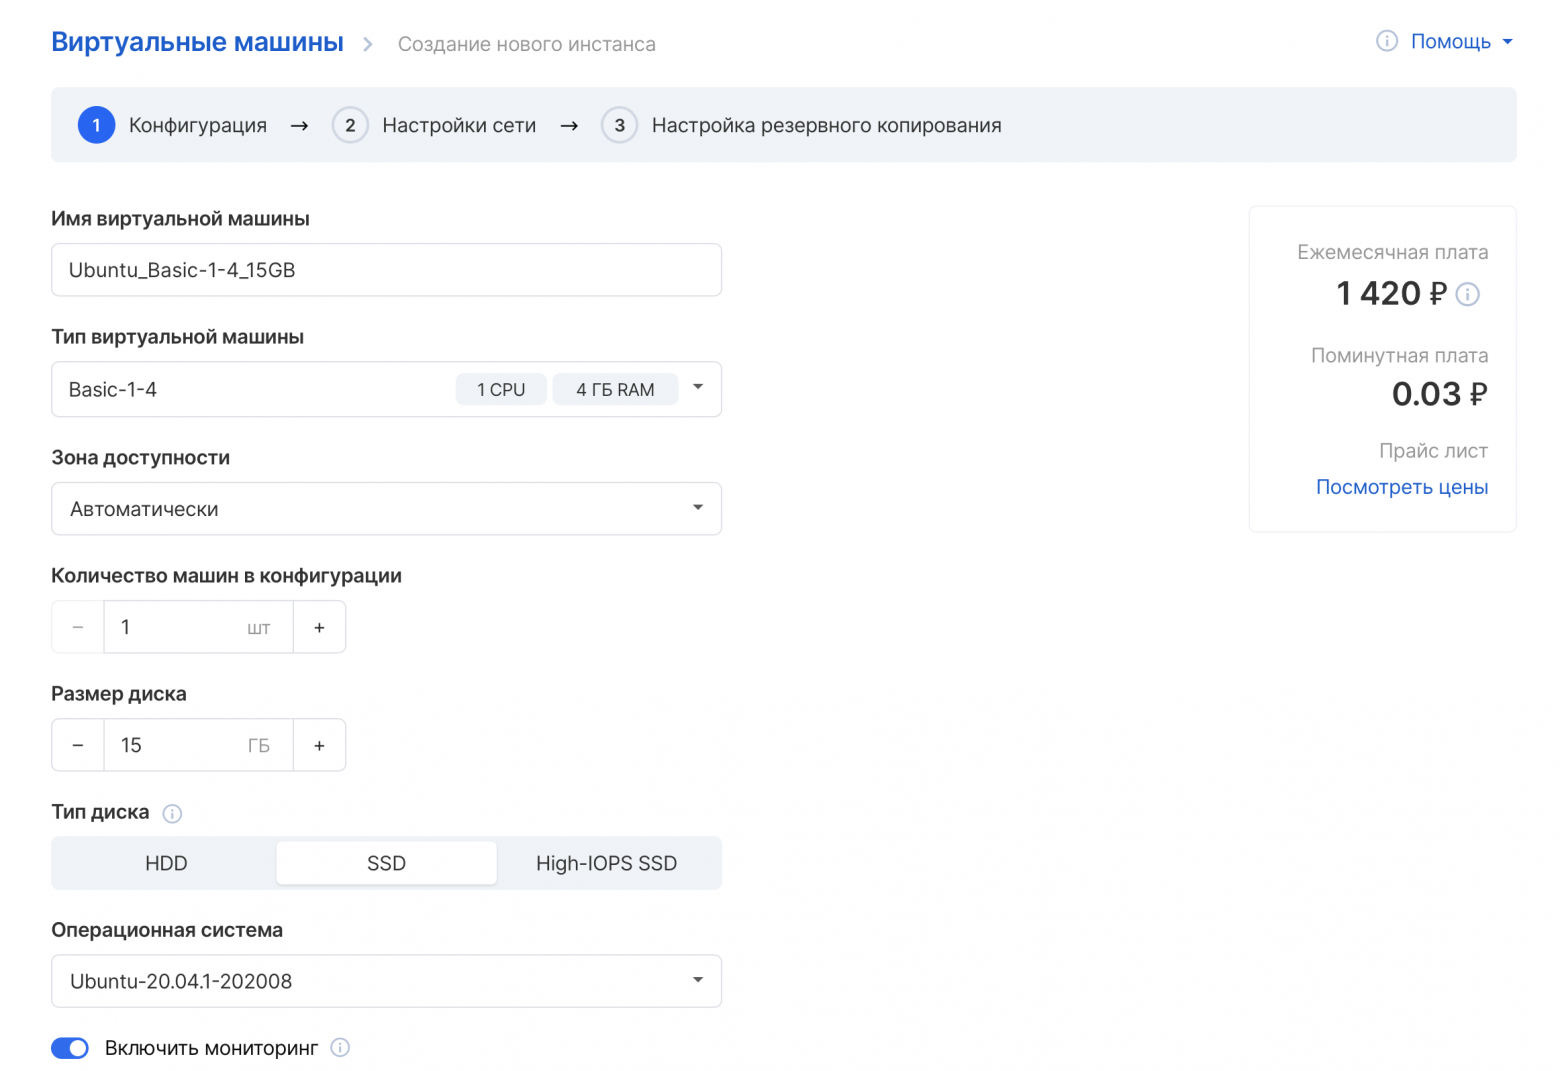 Виртуальные машины > Создание нового инстанса
Помощь
1 Конфигурация → 2 Настройки сети → 3 Настройка резервного копирования
Имя виртуальной машины
Ubuntu_Basic-1-4_15GB
Тип виртуальной машины
Basic-1-4 1 CPU 4 ГБ RAM
Зона доступности
Автоматически
Количество машин в конфигурации
− 1 шт +
Размер диска
− 15 ГБ +
Тип диска
HDD SSD High-IOPS SSD
Операционная система
Ubuntu-20.04.1-202008
Включить мониторинг
Ежемесячная плата
1 420 ₽
Поминутная плата
0.03 ₽
Прайс лист
Посмотреть цены